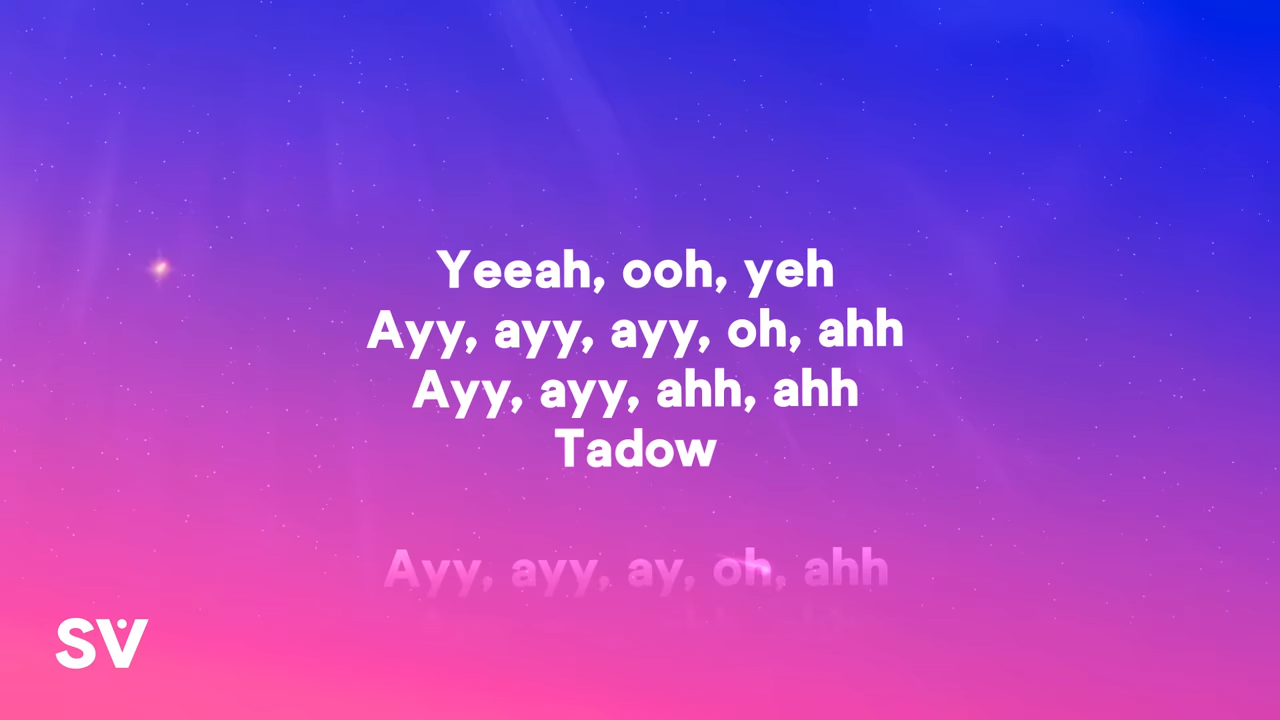 Yeeah, ooh, yeh
Ayy, ayy, ayy, oh, ahh
Ayy, ayy, ahh, ahh
Tadow
Ayy, ayy, ay, oh, ahh
SV